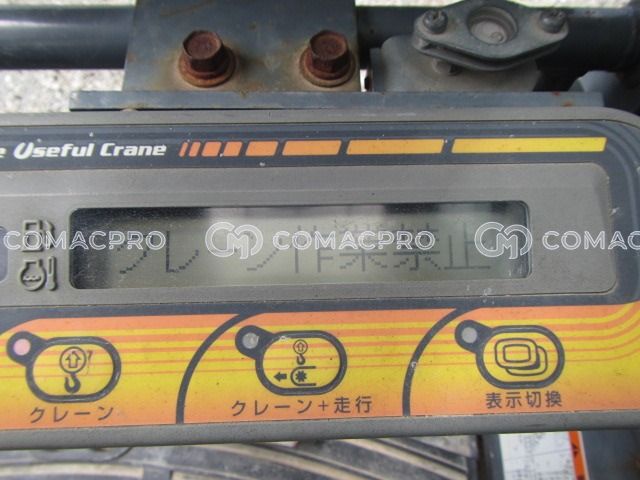 e Useful Crane
クレーン作業禁止
COMACPRO COMACPRO COMACPRO
クレーン
クレーン+走行
表示切換